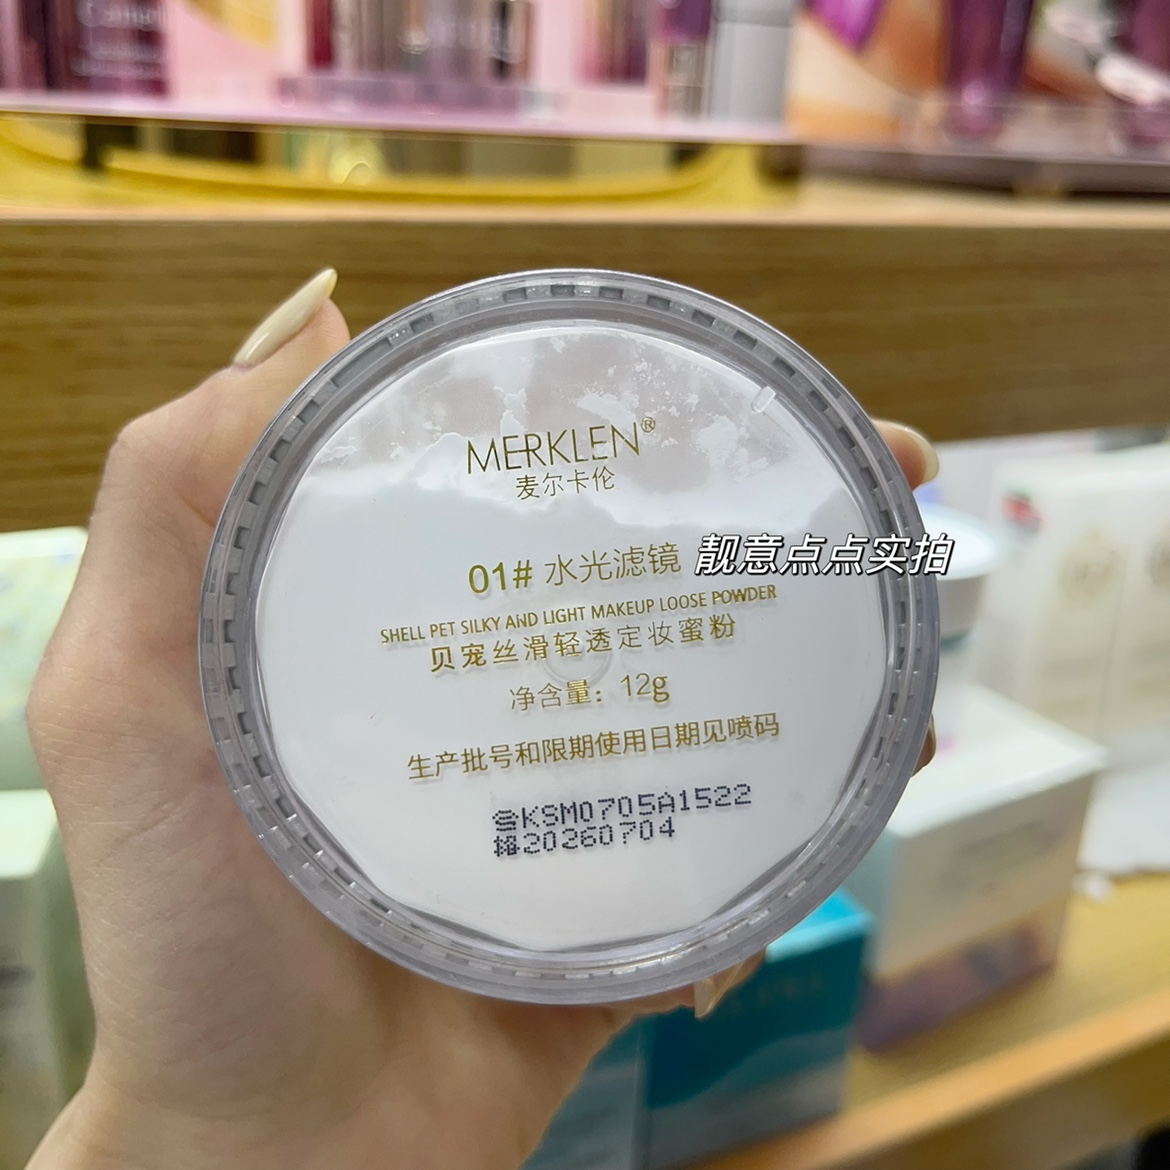 MERKLEN®
麦尔卡伦
01# 水光滤镜
靓意点点实拍
SHELL PET SILKY AND LIGHT MAKEUP LOOSE POWDER
贝宠丝滑轻透定妆蜜粉
净含量：12g
生产批号和限期使用日期见喷码
KSM0705A1522
20260704